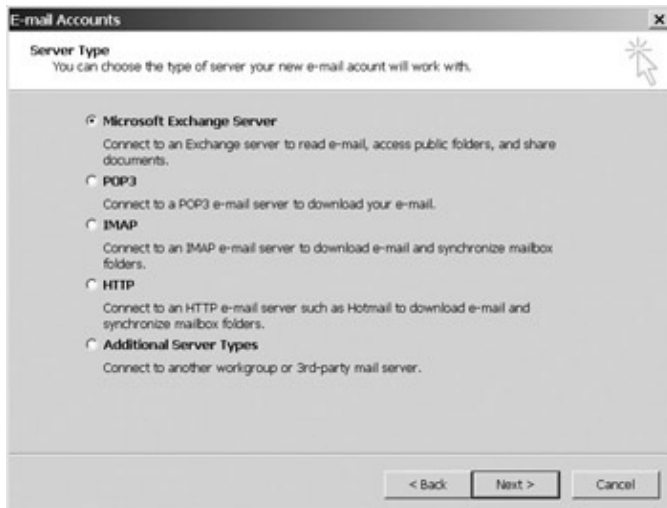 E-mail Accounts
Server Type
You can choose the type of server your new e-mail acount will work with.
Microsoft Exchange Server
Connect to an Exchange server to read e-mail, access public folders, and share
documents.
POP3
Connect to a POP3 e-mail server to download your e-mail.
IMAP
Connect to an IMAP e-mail server to download e-mail and synchronize mailbox
folders.
HTTP
Connect to an HTTP e-mail server such as Hotmail to download e-mail and
synchronize mailbox folders.
Additional Server Types
Connect to another workgroup or 3rd-party mail server.
< Back Next > Cancel